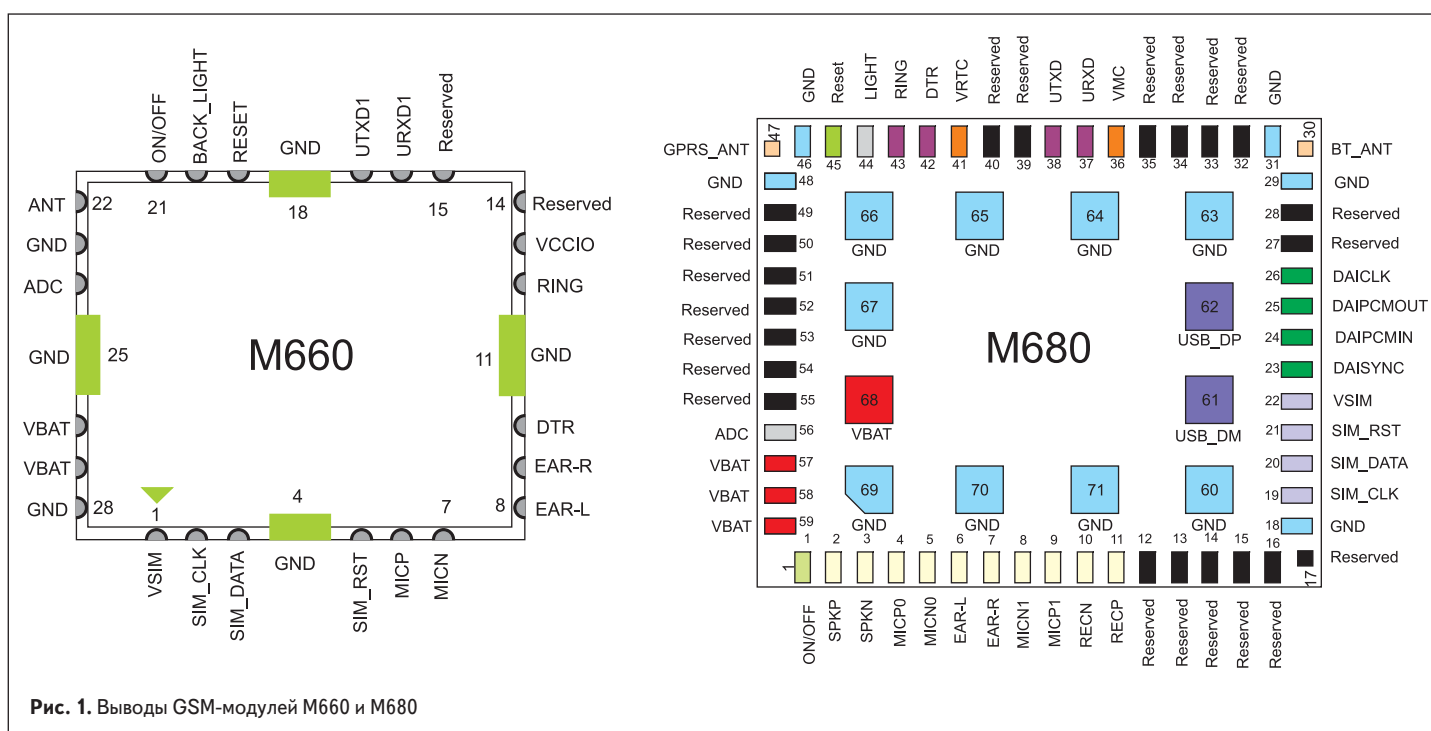 ON/OFF
BACK_LIGHT
RESET
GND
UTXD1
URXD1
Reserved
21
18
15
ANT
22
14
Reserved
GND
VCCIO
ADC
RING
GND
25
M660
11
GND
VBAT
DTR
VBAT
EAR-R
GND
28
1
4
7
8
EAR-L
VSIM
SIM_CLK
SIM_DATA
GND
SIM_RST
MICP
MICN
GND
Reset
LIGHT
RING
DTR
VRTC
Reserved
Reserved
UTXD
URXD
VMC
Reserved
Reserved
Reserved
Reserved
GND
GPRS_ANT
47
46
45
44
43
42
41
40
39
38
37
36
35
34
33
32
31
30
BT_ANT
GND
48
29
GND
Reserved
49
28
Reserved
Reserved
50
27
Reserved
Reserved
51
26
DAICLK
Reserved
52
25
DAIPCMOUT
Reserved
53
24
DAIPCMIN
Reserved
54
23
DAISYNC
Reserved
55
22
VSIM
ADC
56
21
SIM_RST
VBAT
57
20
SIM_DATA
VBAT
58
19
SIM_CLK
VBAT
59
18
GND
66
GND
65
GND
64
GND
63
GND
67
GND
62
USB_DP
M680
68
VBAT
61
USB_DM
69
GND
70
GND
71
GND
60
GND
1
1
2
3
4
5
6
7
8
9
10
11
12
13
14
15
16
17
Reserved
ON/OFF
SPKP
SPKN
MICP0
MICN0
EAR-L
EAR-R
MICN1
MICP1
RECN
RECP
Reserved
Reserved
Reserved
Reserved
Reserved
Рис. 1. Выводы GSM-модулей M660 и M680